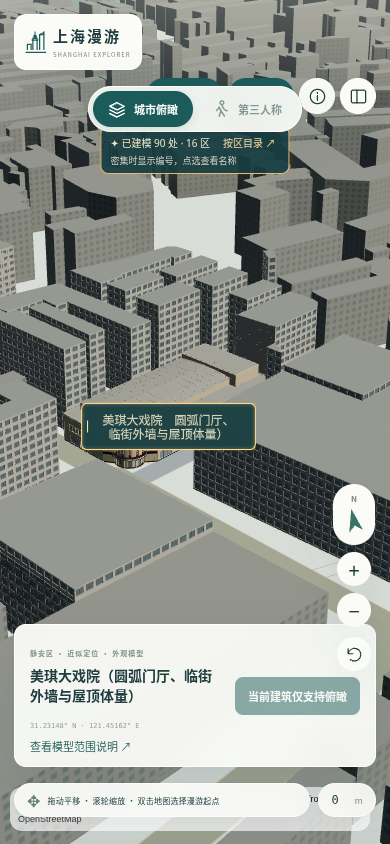 上海漫游
SHANGHAI EXPLORER
城市俯瞰
第三人称
✦ 已建模 90 处 · 16 区 按区目录 ↗
密集时显示编号，点选查看名称
美琪大戏院 圆弧门厅、
临街外墙与屋顶体量）
N
+
−
静安区 · 近似定位 · 外观模型
美琪大戏院（圆弧门厅、临街
外墙与屋顶体量）
当前建筑仅支持俯瞰
31.23148° N · 121.45162° E
查看模型范围说明 ↗
拖动平移 · 滚轮缩放 · 双击地图选择漫游起点
0 m
OpenStreetMap